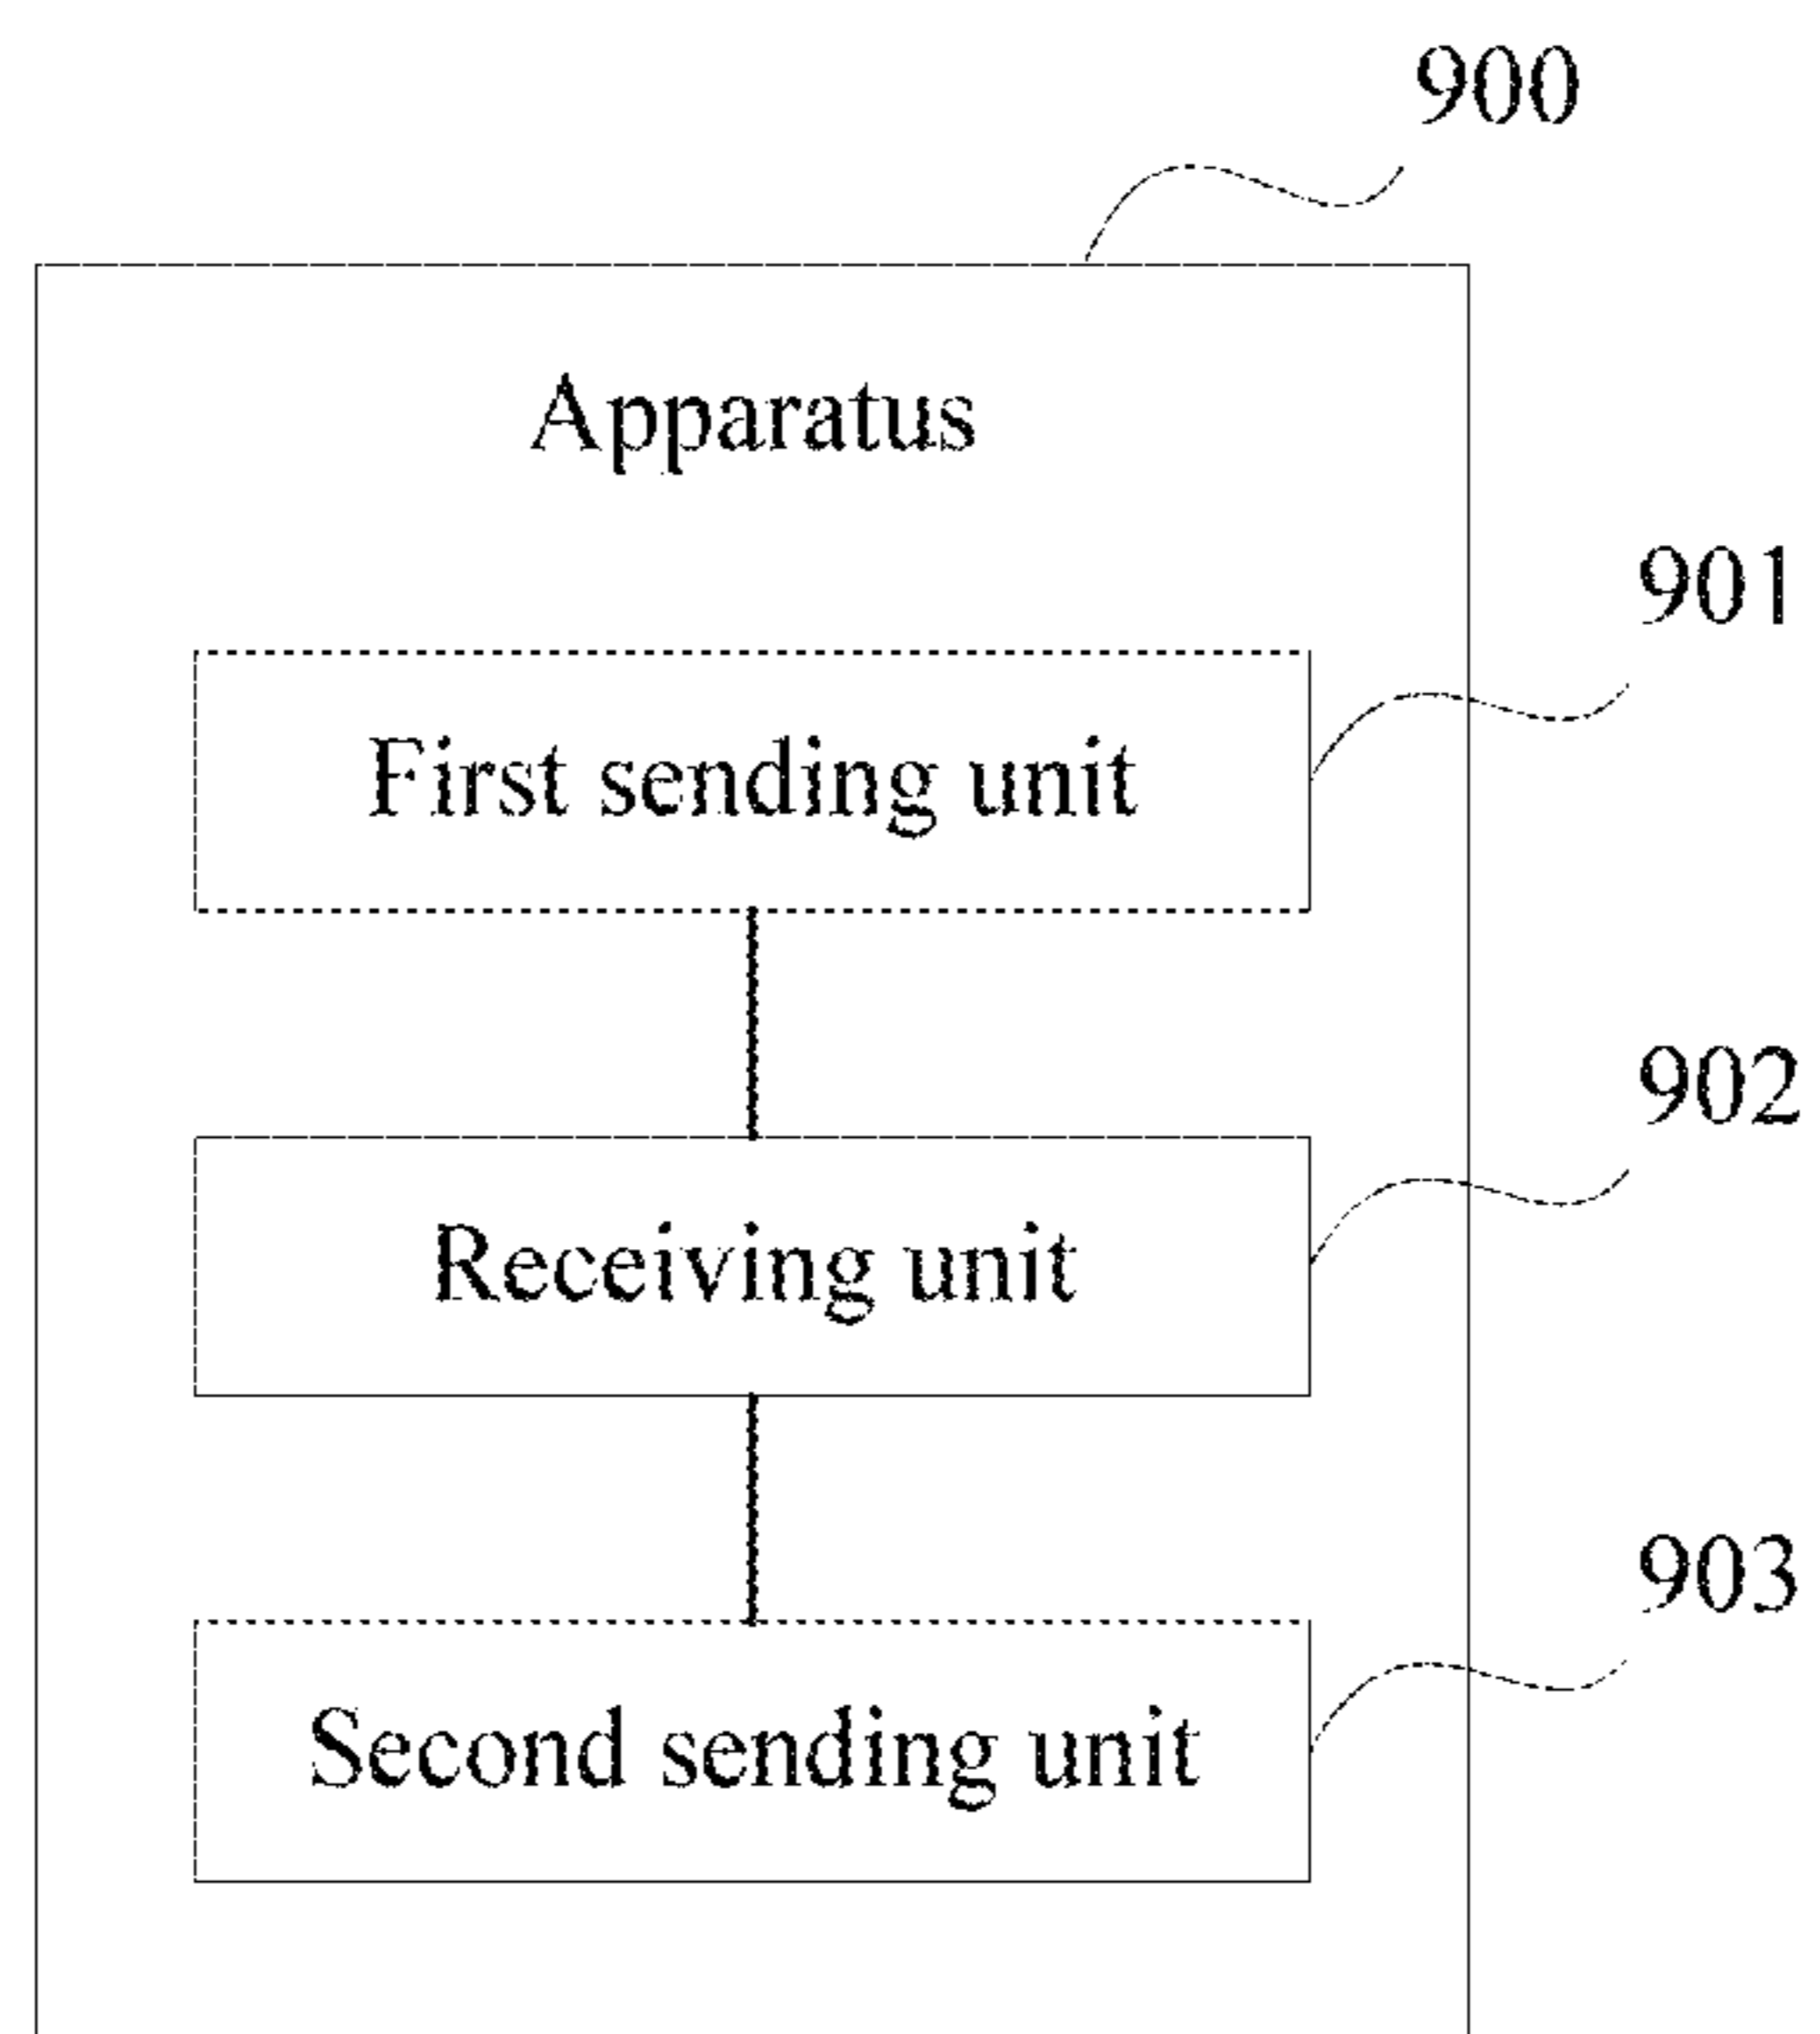 900
Apparatus
901
First sending unit
902
Receiving unit
903
Second sending unit